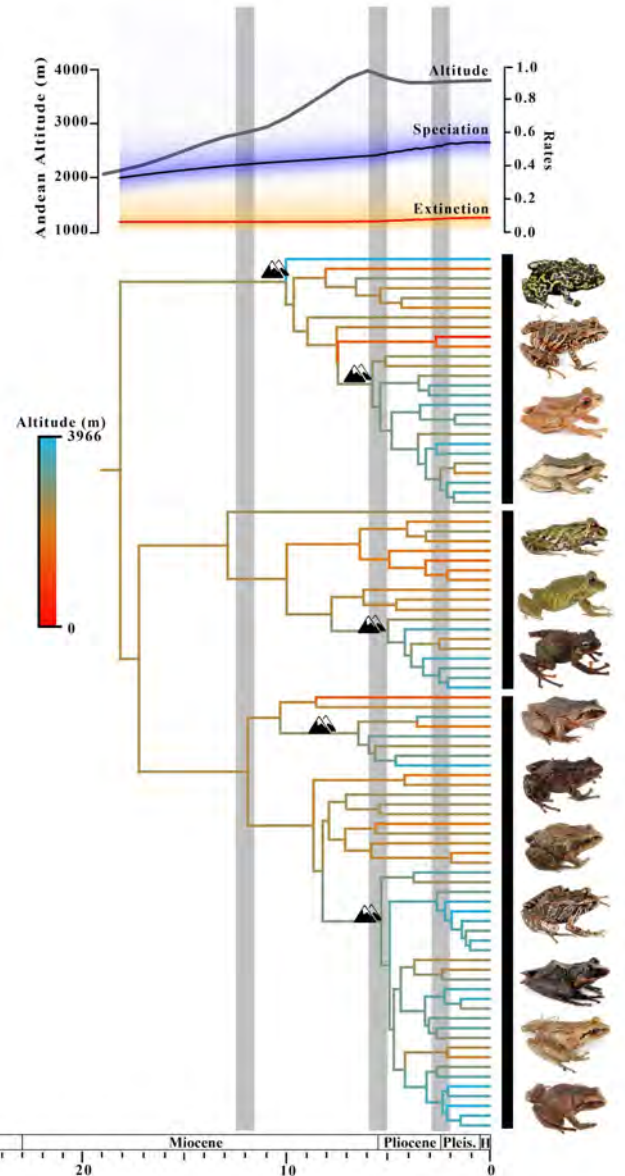 Andean Altitude (m)
4000
3000
2000
1000
Altitude
Speciation
Extinction
1.0
0.8
0.6
0.4
0.2
0.0
Rates
Altitude (m)
3966
0
Miocene
Pliocene
Pleis.
H
20
10
0